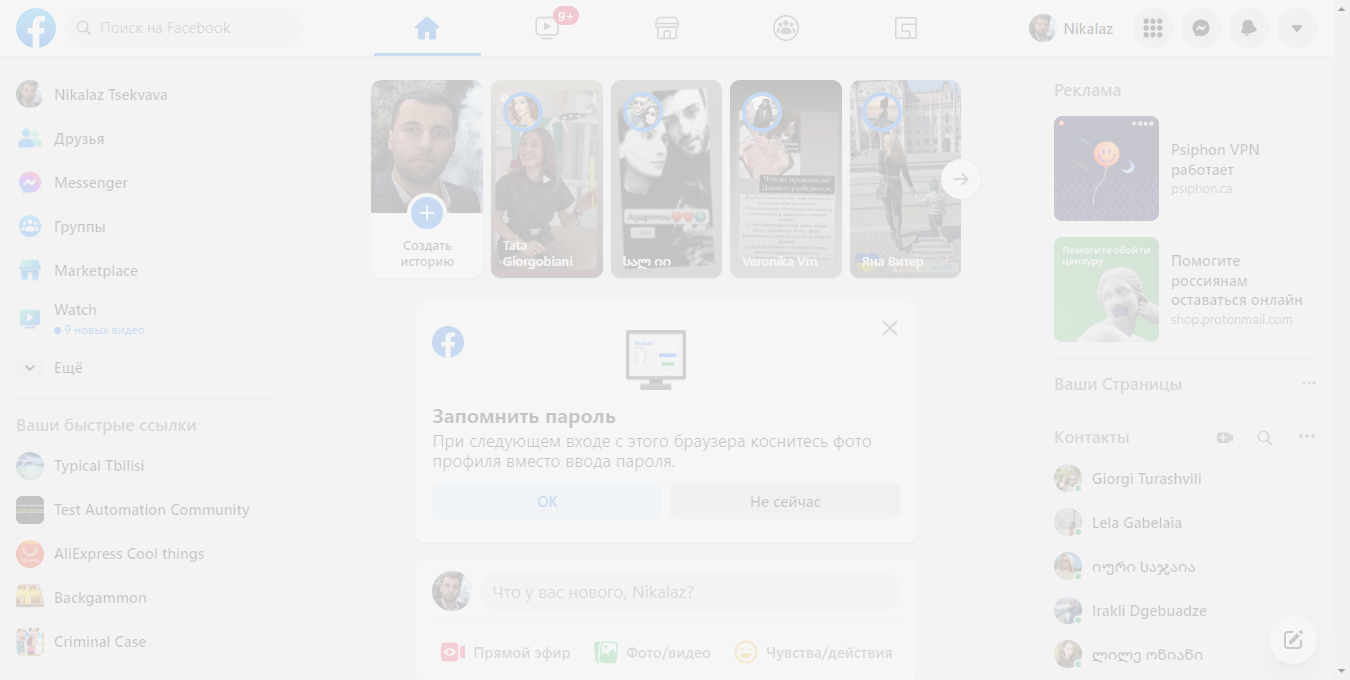 Поиск на Facebook
9+
Nikalaz
Nikalaz Tsekvava
Друзья
Messenger
Группы
Marketplace
Watch
9 новых видео
Ещё
Ваши быстрые ссылки
Typical Tbilisi
Test Automation Community
AliExpress Cool things
Backgammon
Criminal Case
Создать
историю
Tata
Giorgobiani
Agapimou
სალ იი
Veronika Vrn
Яна Витер
Запомнить пароль
При следующем входе с этого браузера коснитесь фото
профиля вместо ввода пароля.
ОК
Не сейчас
Что у вас нового, Nikalaz?
Прямой эфир
Фото/видео
Чувства/действия
Реклама
Psiphon VPN
работает
psiphon.ca
Помогите обойти
цензуру.
Помогите
россиянам
оставаться онлайн
shop.protonmail.com
Ваши Страницы
Контакты
Giorgi Turashvili
Lela Gabelaia
იური საჯაია
Irakli Dgebuadze
ლილე ონიანი